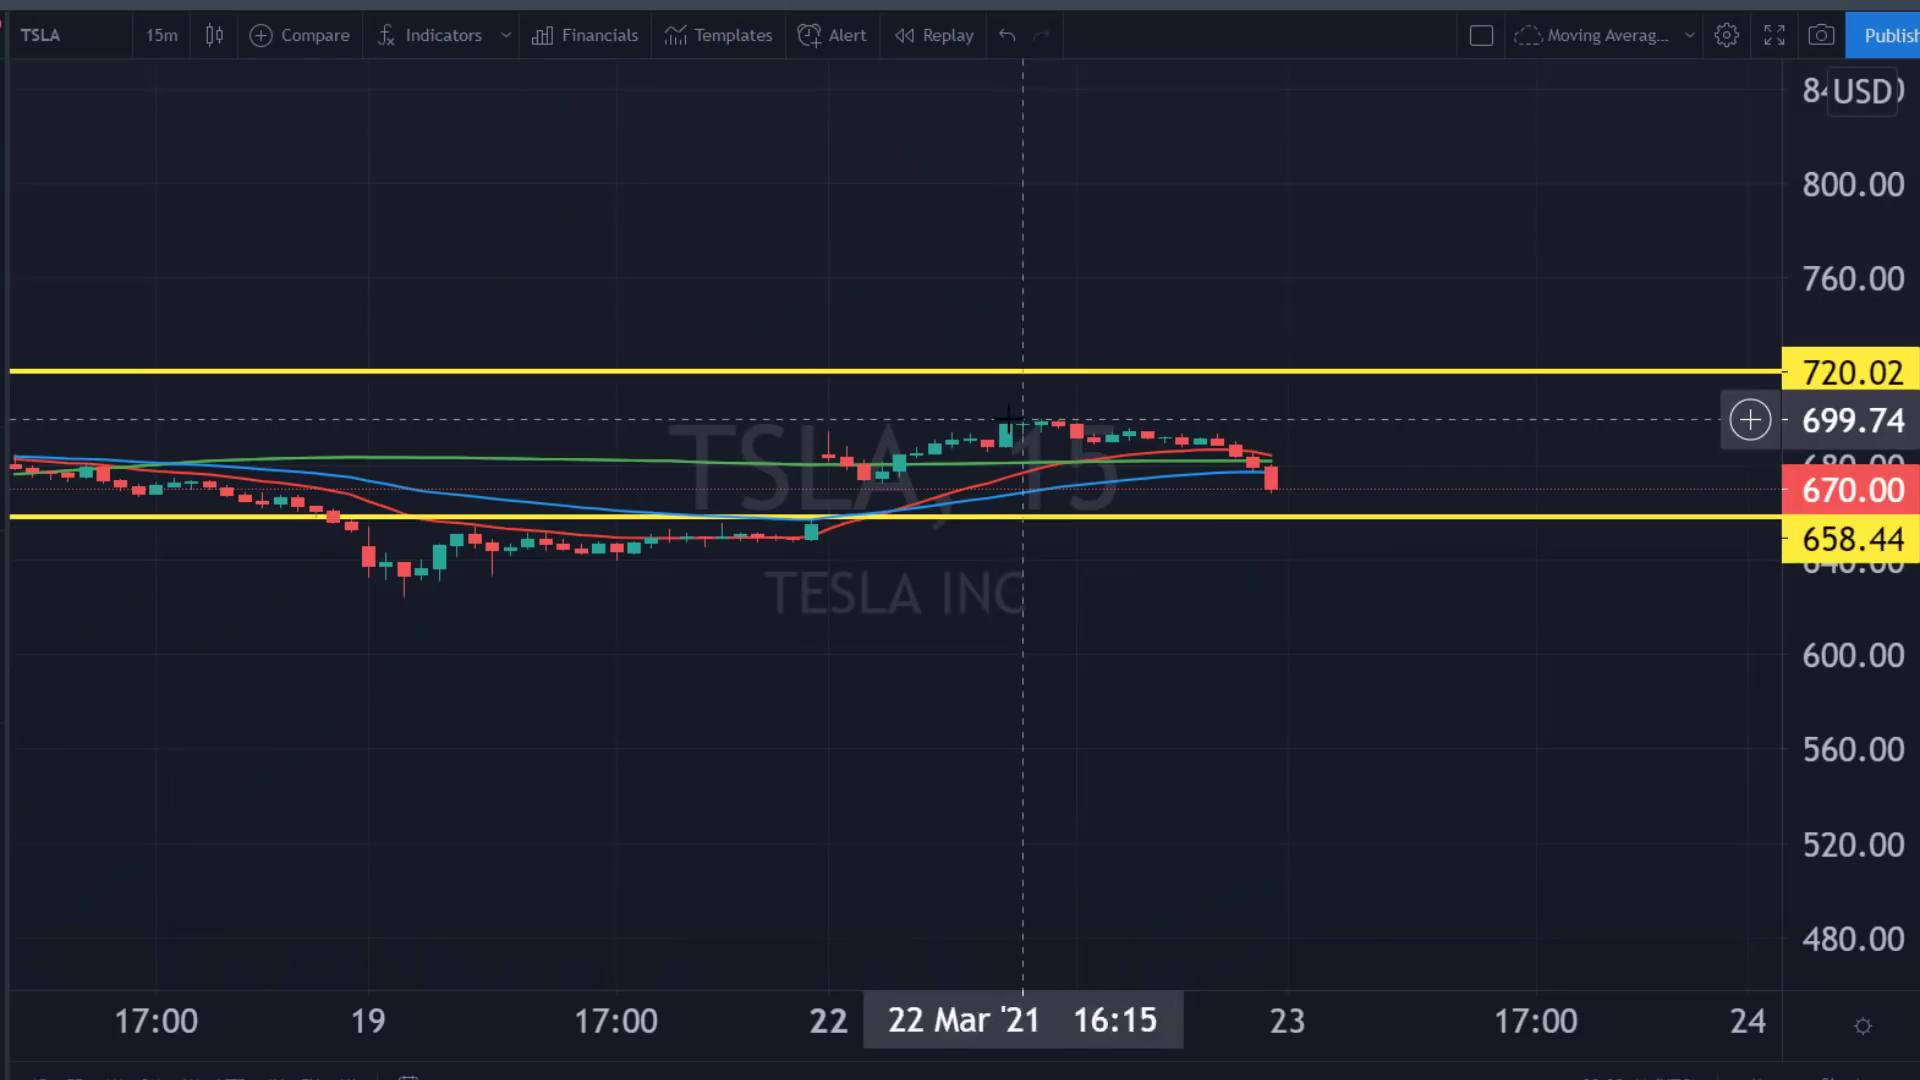 TSLA 15m Compare Indicators Financials Templates Alert Replay Moving Averag... Publish
USD
800.00
760.00
720.02
699.74
670.00
658.44
600.00
560.00
520.00
480.00
TSLA, 15
TESLA INC
17:00 19 17:00 22 22 Mar '21 16:15 23 17:00 24